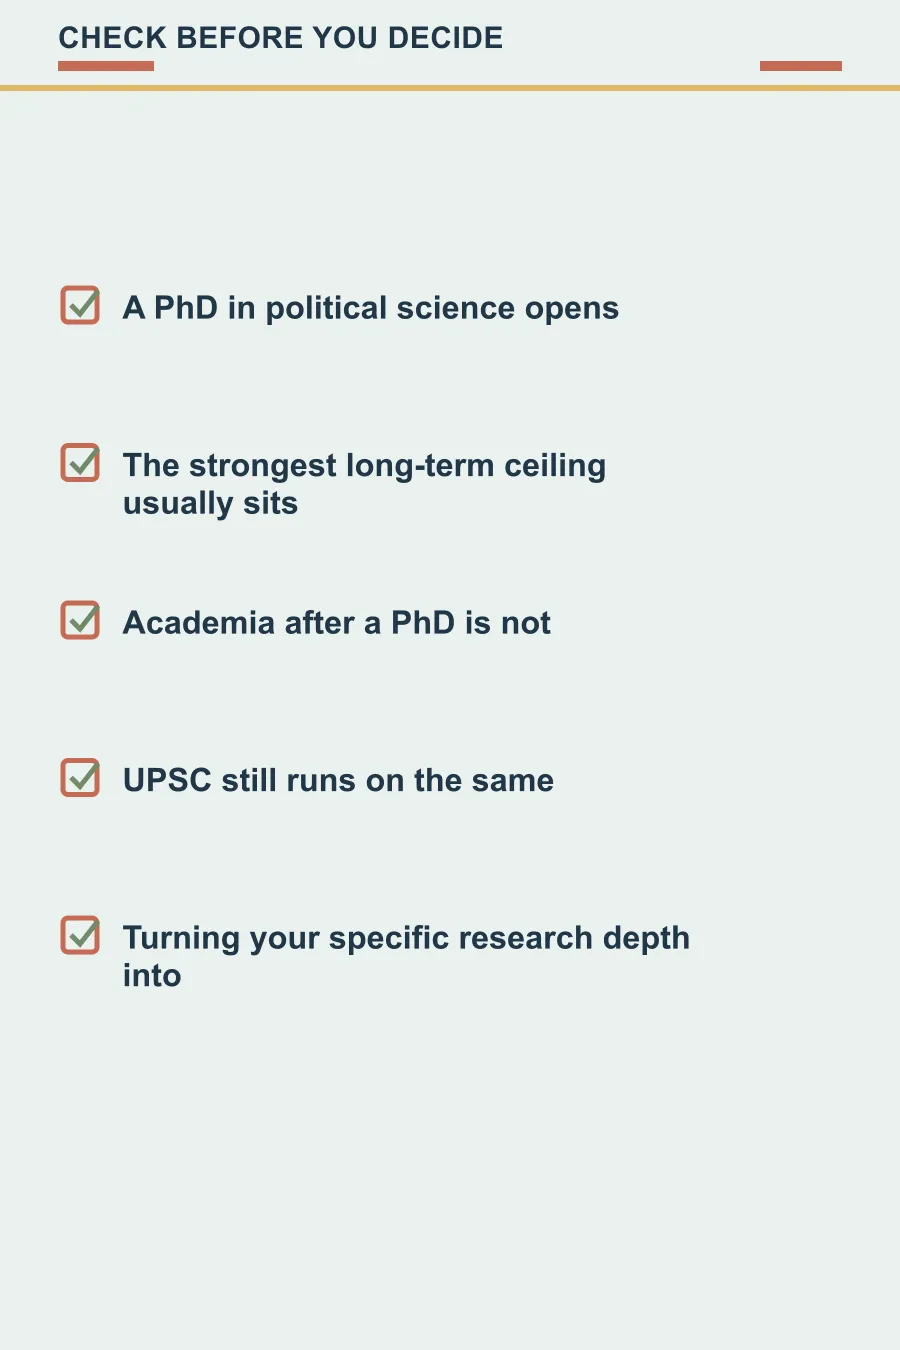 CHECK BEFORE YOU DECIDE
A PhD in political science opens
The strongest long-term ceiling
usually sits
Academia after a PhD is not
UPSC still runs on the same
Turning your specific research depth
into